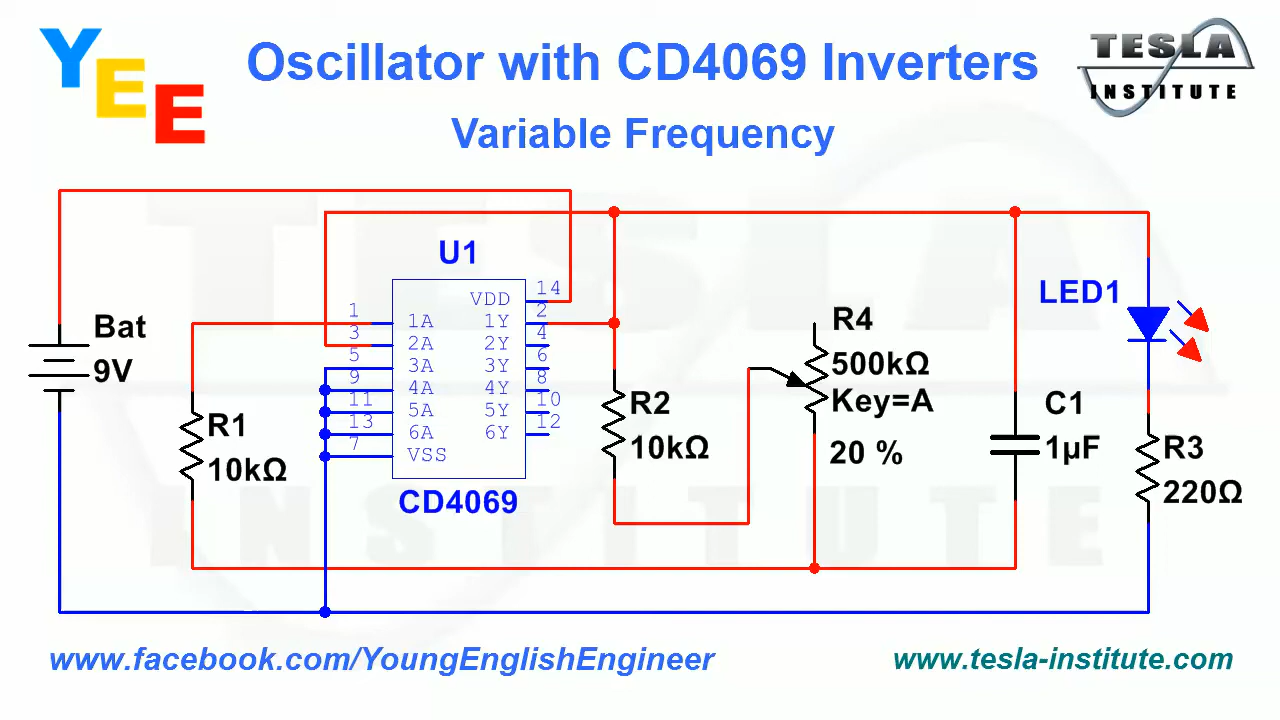 YEE
Oscillator with CD4069 Inverters
TESLA
INSTITUTE
Variable Frequency
TESLA
INSTITUTE
Bat
9V
R1
10kΩ
U1
1
3
5
9
11
13
7
1A
2A
3A
4A
5A
6A
VSS
VDD
1Y
2Y
3Y
4Y
5Y
6Y
14
2
4
6
8
10
12
CD4069
R2
10kΩ
R4
500kΩ
Key=A
20 %
C1
1µF
LED1
R3
220Ω
www.facebook.com/YoungEnglishEngineer
www.tesla-institute.com